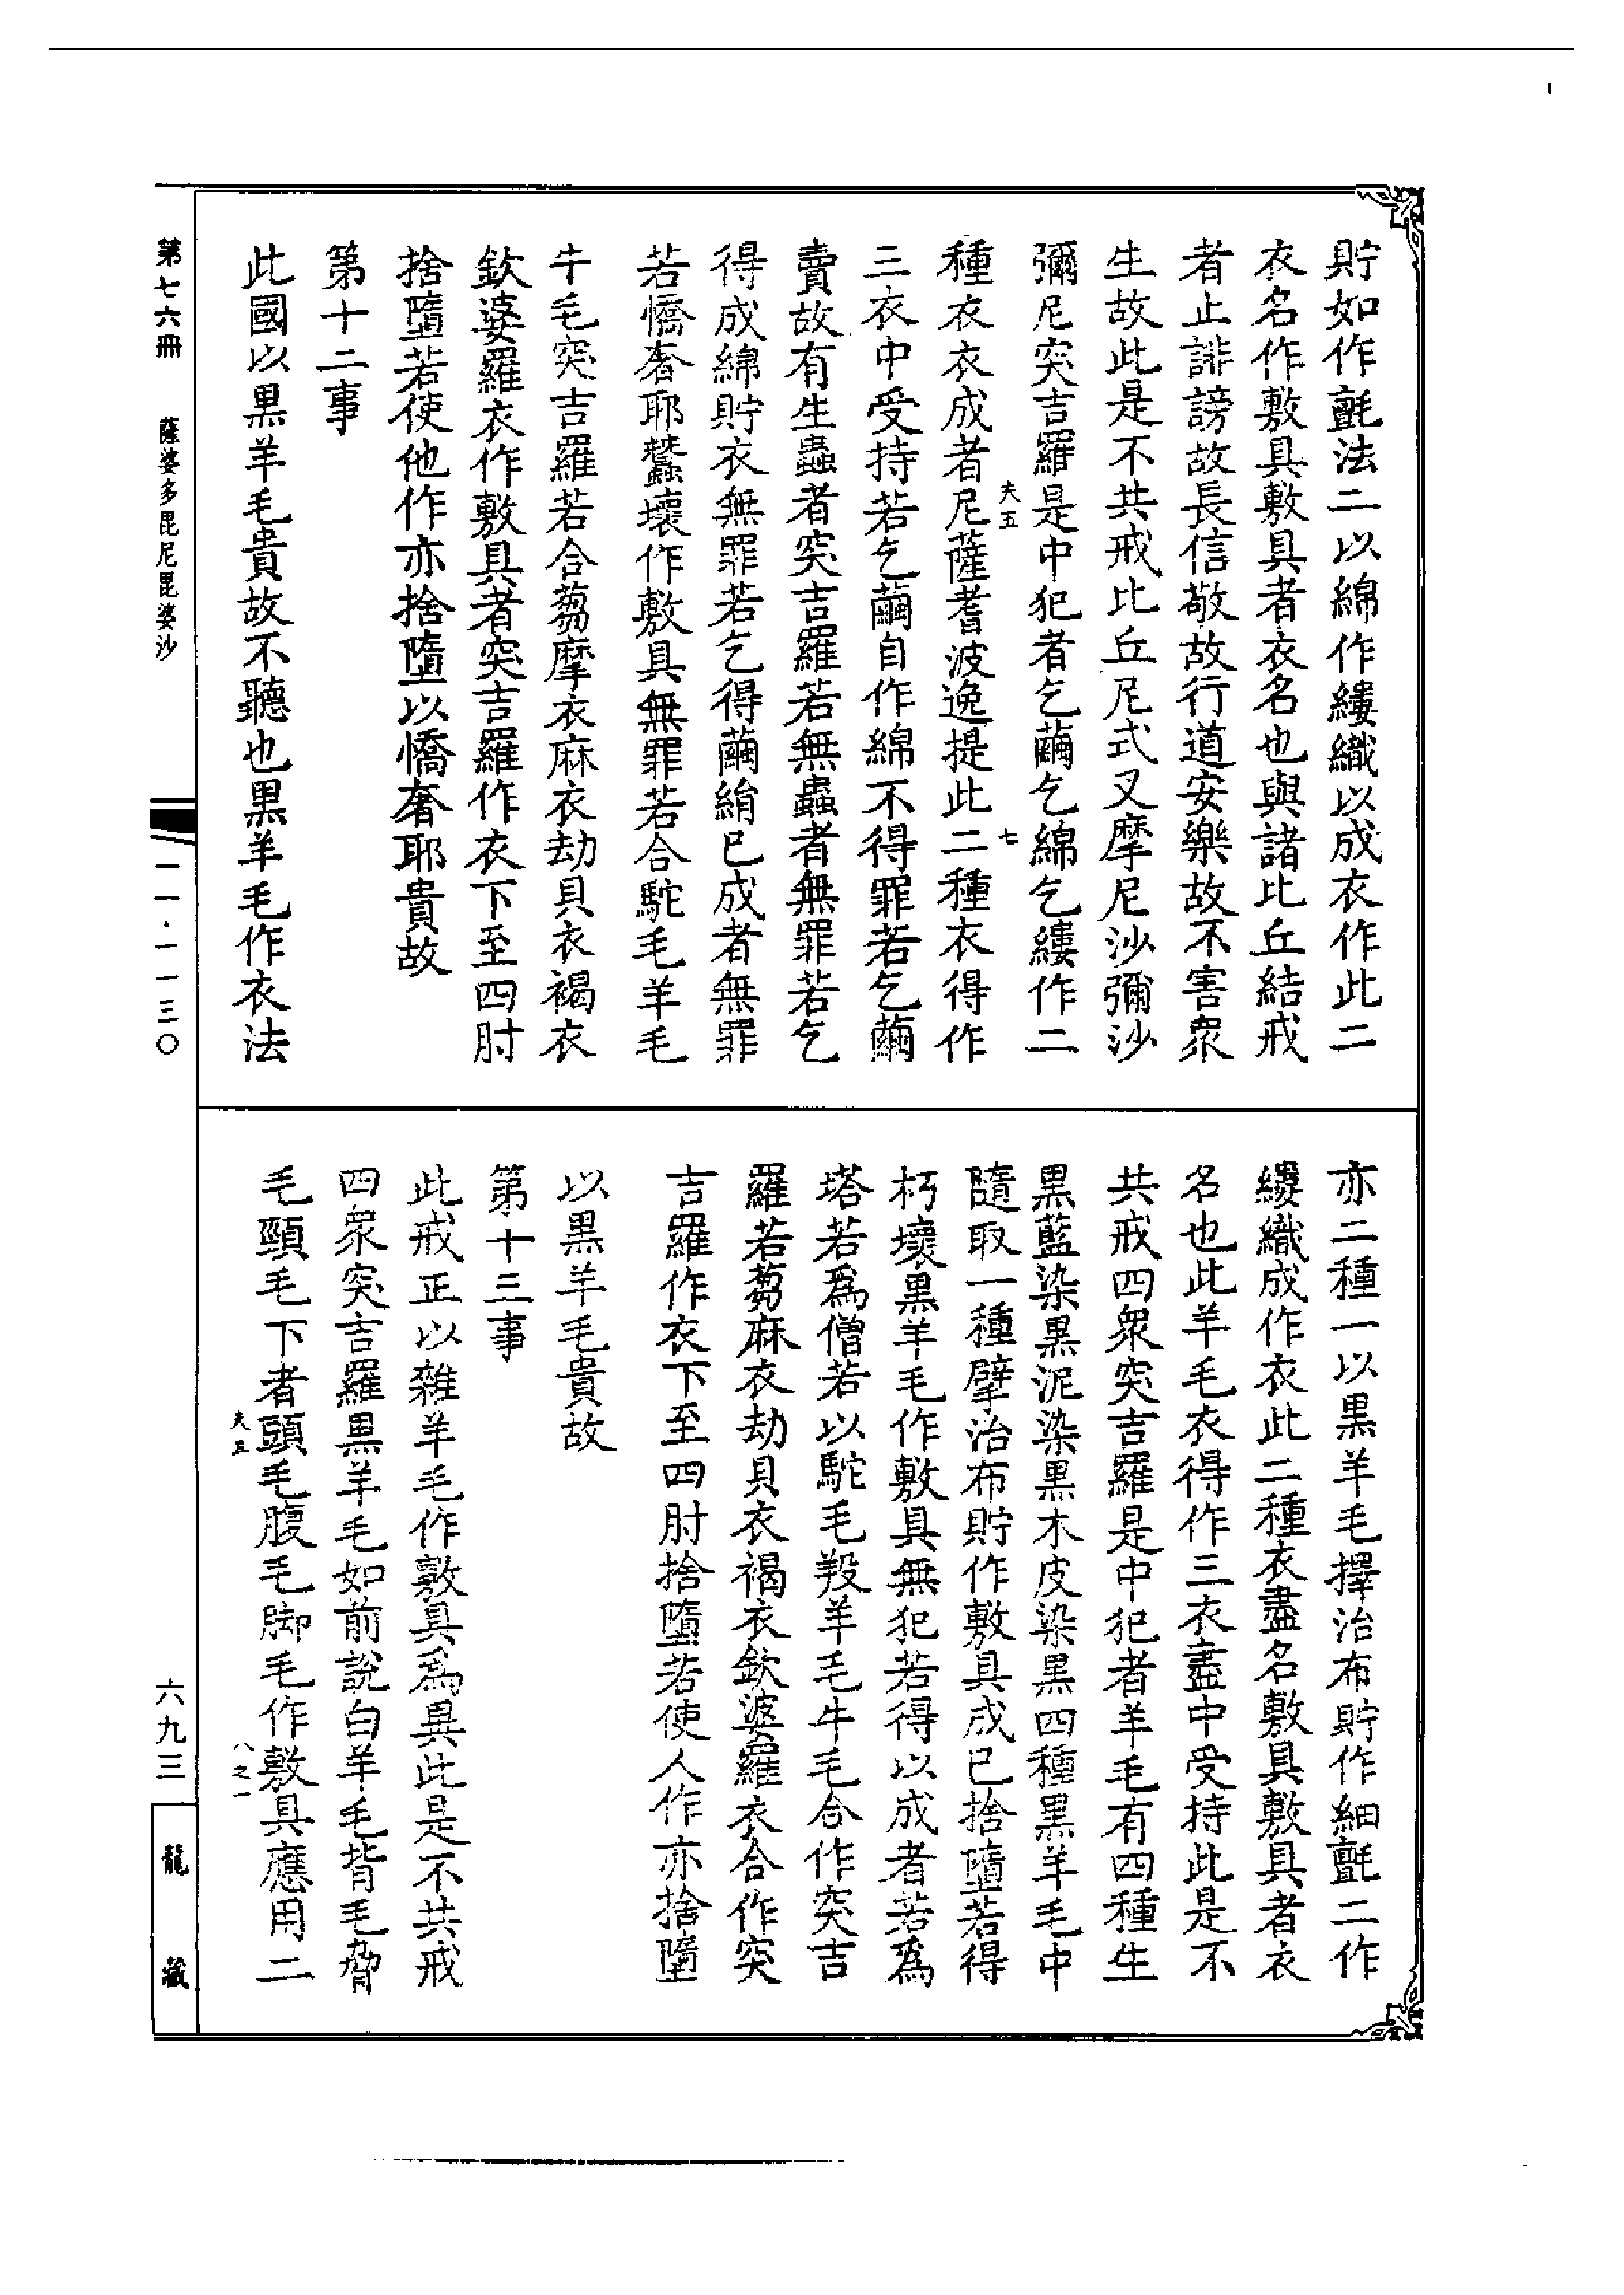 貯如作氈法二以綿作縷織以成衣作此二
衣名作敷具敷具者衣名也與諸比丘結戒
者止誹謗故長信敬故行道安樂故不害衆
生故此是不共戒比丘尼式叉摩尼沙彌沙
彌尼突吉羅是中犯者乞繭乞綿乞縷作二
夫五
七
種衣衣成者尼薩耆波逸提此二種衣得作
三衣中受持若乞繭自作綿不得罪若乞繭
賣故有生蟲者突吉羅若無蟲者無罪若乞
得成綿貯衣無罪若乞得繭絹已成者無罪
若憍奢耶蠶壞作敷具無罪若合駝毛羊毛
牛毛突吉羅若合芻摩衣麻衣劫貝衣褐衣
欽婆羅衣作敷具者突吉羅作衣下至四肘
捨墮若使他作亦捨墮以憍奢耶貴故
第十二事
此國以黑羊毛貴故不聽也黑羊毛作衣法
亦二種一以黑羊毛擇治布貯作細氈二作
縷織成作衣此二種衣盡名敷具敷具者衣
名也此羊毛衣得作三衣盡中受持此是不
共戒四衆突吉羅是中犯者羊毛有四種生
黑藍染黑泥染黑木皮染黑四種黑羊毛中
隨取一種擘治布貯作敷具成已捨墮若得
朽壞黑羊毛作敷具無犯若得以成者若爲
塔若爲僧若以駝毛羖羊毛牛毛合作突吉
羅若芻麻衣劫貝衣褐衣欽婆羅衣合作突
吉羅作衣下至四肘捨墮若使人作亦捨墮
以黑羊毛貴故
第十三事
此戒正以雜羊毛作敷具爲異此是不共戒
四衆突吉羅黑羊毛如前說白羊毛背毛脅
毛頸毛下者頭毛腹毛脚毛作敷具應用二
夫五
八之一
第七六冊
薩婆多毘尼毘婆沙
一一·一一三〇
六九三
龍藏